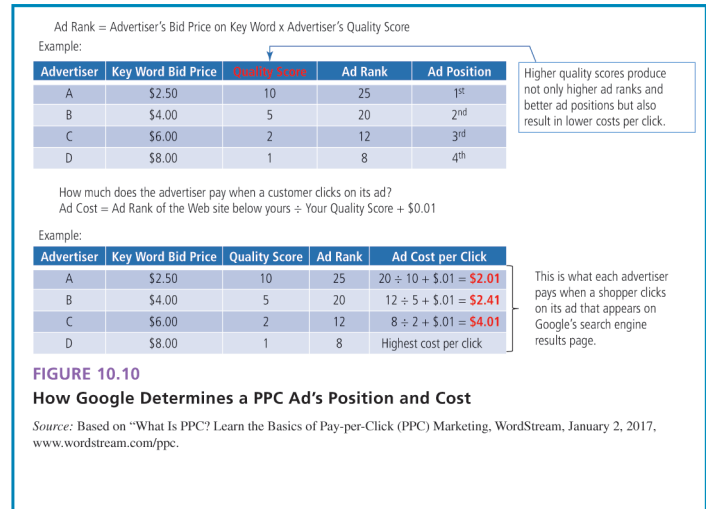 Ad Rank = Advertiser's Bid Price on Key Word x Advertiser's Quality Score
Example:
Advertiser Key Word Bid Price Quality Score Ad Rank Ad Position
A $2.50 10 25 1st
B $4.00 5 20 2nd
C $6.00 2 12 3rd
D $8.00 1 8 4th
Higher quality scores produce
not only higher ad ranks and
better ad positions but also
result in lower costs per click.
How much does the advertiser pay when a customer clicks on its ad?
Ad Cost = Ad Rank of the Web site below yours ÷ Your Quality Score + $0.01
Example:
Advertiser Key Word Bid Price Quality Score Ad Rank Ad Cost per Click
A $2.50 10 25 20 ÷ 10 + $.01 = $2.01
B $4.00 5 20 12 ÷ 5 + $.01 = $2.41
C $6.00 2 12 8 ÷ 2 + $.01 = $4.01
D $8.00 1 8 Highest cost per click
This is what each advertiser
pays when a shopper clicks
on its ad that appears on
Google's search engine
results page.
FIGURE 10.10
How Google Determines a PPC Ad's Position and Cost
Source: Based on "What Is PPC? Learn the Basics of Pay-per-Click (PPC) Marketing, WordStream, January 2, 2017,
www.wordstream.com/ppc.